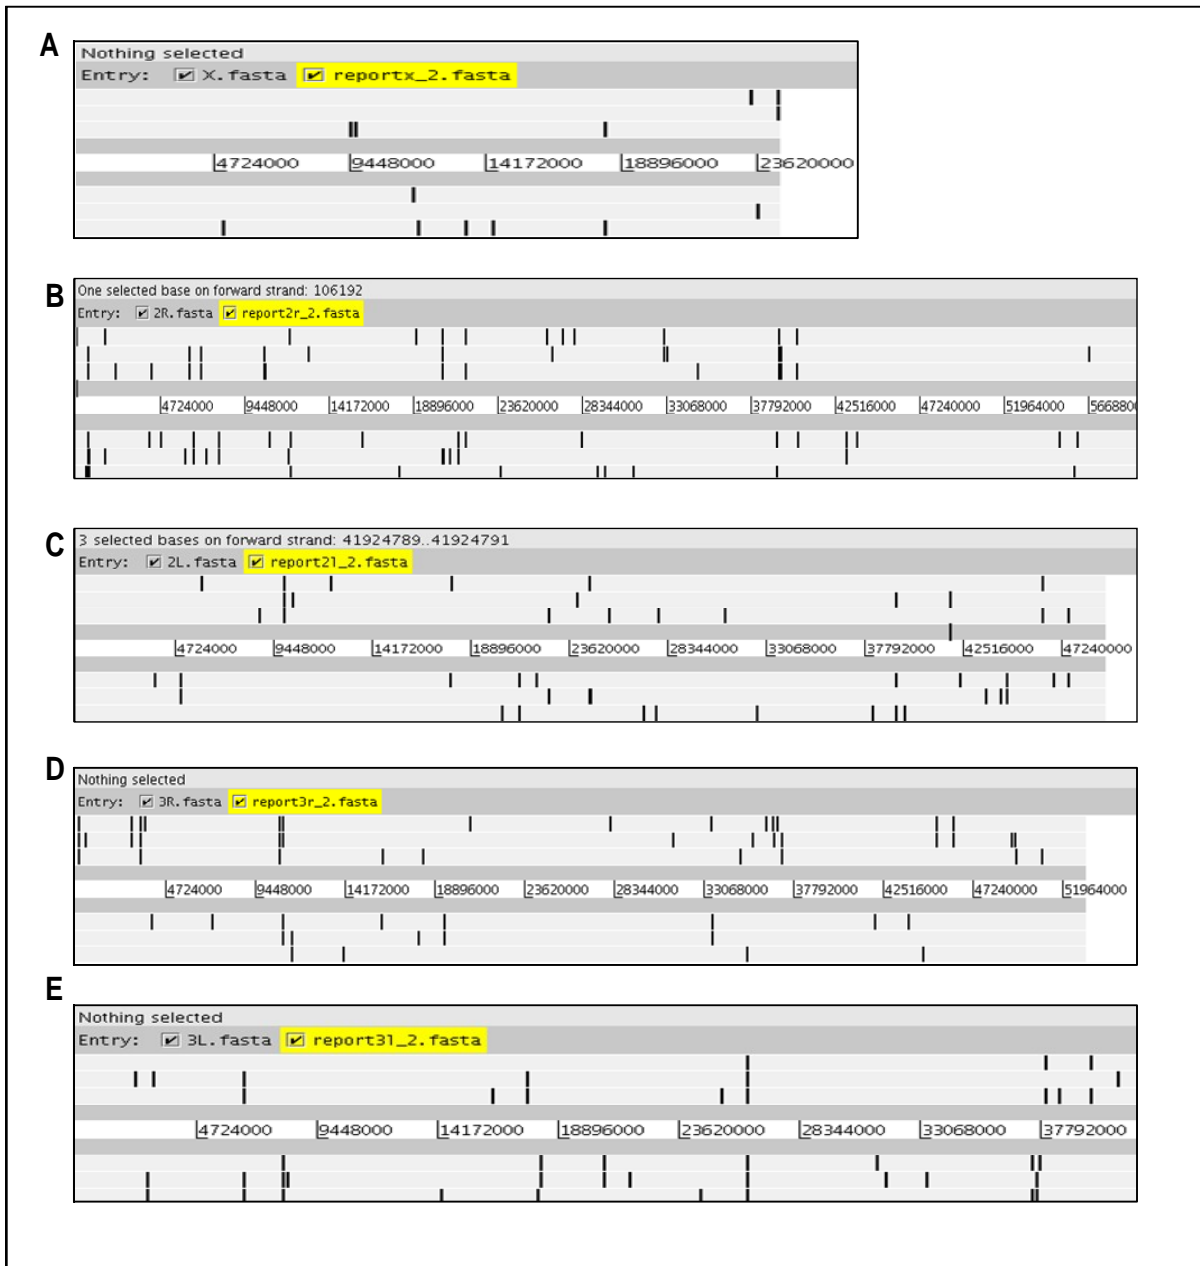 A
Nothing selected
Entry: X.fasta reportx_2.fasta
4724000 9448000 14172000 18896000 23620000
B
One selected base on forward strand: 106192
Entry: 2R.fasta report2r_2.fasta
4724000 9448000 14172000 18896000 23620000 28344000 33068000 37792000 42516000 47240000 51964000 5668800
C
3 selected bases on forward strand: 41924789..41924791
Entry: 2L.fasta report2l_2.fasta
4724000 9448000 14172000 18896000 23620000 28344000 33068000 37792000 42516000 47240000
D
Nothing selected
Entry: 3R.fasta report3r_2.fasta
4724000 9448000 14172000 18896000 23620000 28344000 33068000 37792000 42516000 47240000 51964000
E
Nothing selected
Entry: 3L.fasta report3l_2.fasta
4724000 9448000 14172000 18896000 23620000 28344000 33068000 37792000